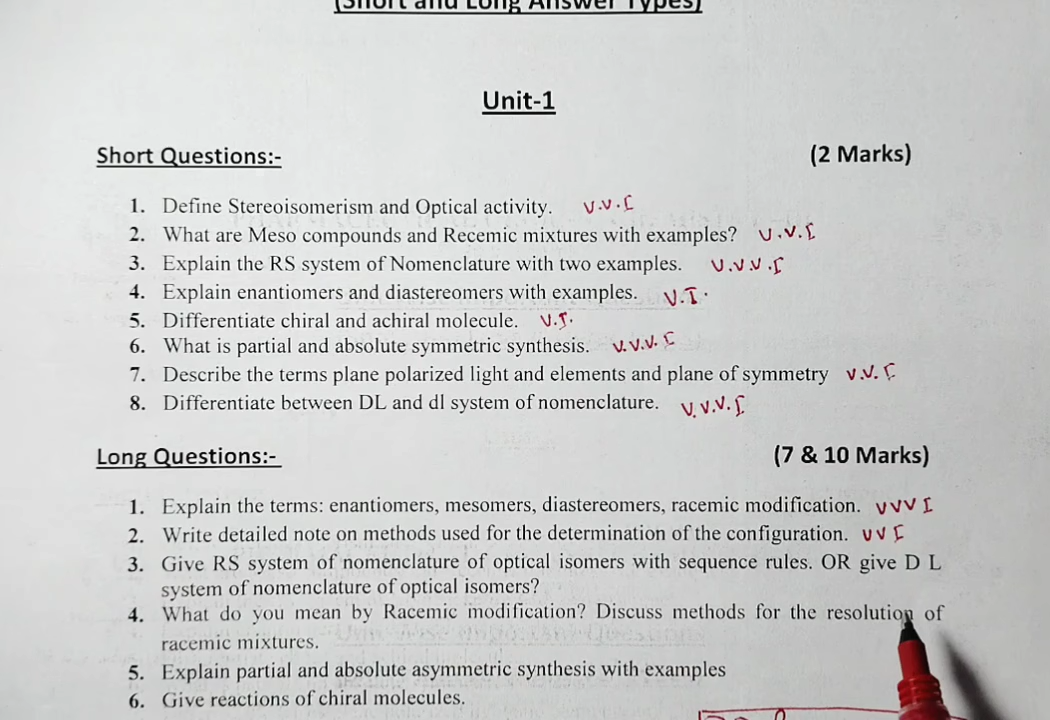 (Short and Long Answer Types)
Unit-1
Short Questions:- (2 Marks)
1. Define Stereoisomerism and Optical activity. V.V.I
2. What are Meso compounds and Recemic mixtures with examples? V.V.I
3. Explain the RS system of Nomenclature with two examples. V.V.V.I
4. Explain enantiomers and diastereomers with examples. V.I.
5. Differentiate chiral and achiral molecule. V.I.
6. What is partial and absolute symmetric synthesis. V.V.V.I
7. Describe the terms plane polarized light and elements and plane of symmetry V.V.I
8. Differentiate between DL and dl system of nomenclature. V.V.V.I
Long Questions:- (7 & 10 Marks)
1. Explain the terms: enantiomers, mesomers, diastereomers, racemic modification. VVV I
2. Write detailed note on methods used for the determination of the configuration. VV I
3. Give RS system of nomenclature of optical isomers with sequence rules. OR give D L
system of nomenclature of optical isomers?
4. What do you mean by Racemic modification? Discuss methods for the resolution of
racemic mixtures.
5. Explain partial and absolute asymmetric synthesis with examples
6. Give reactions of chiral molecules.